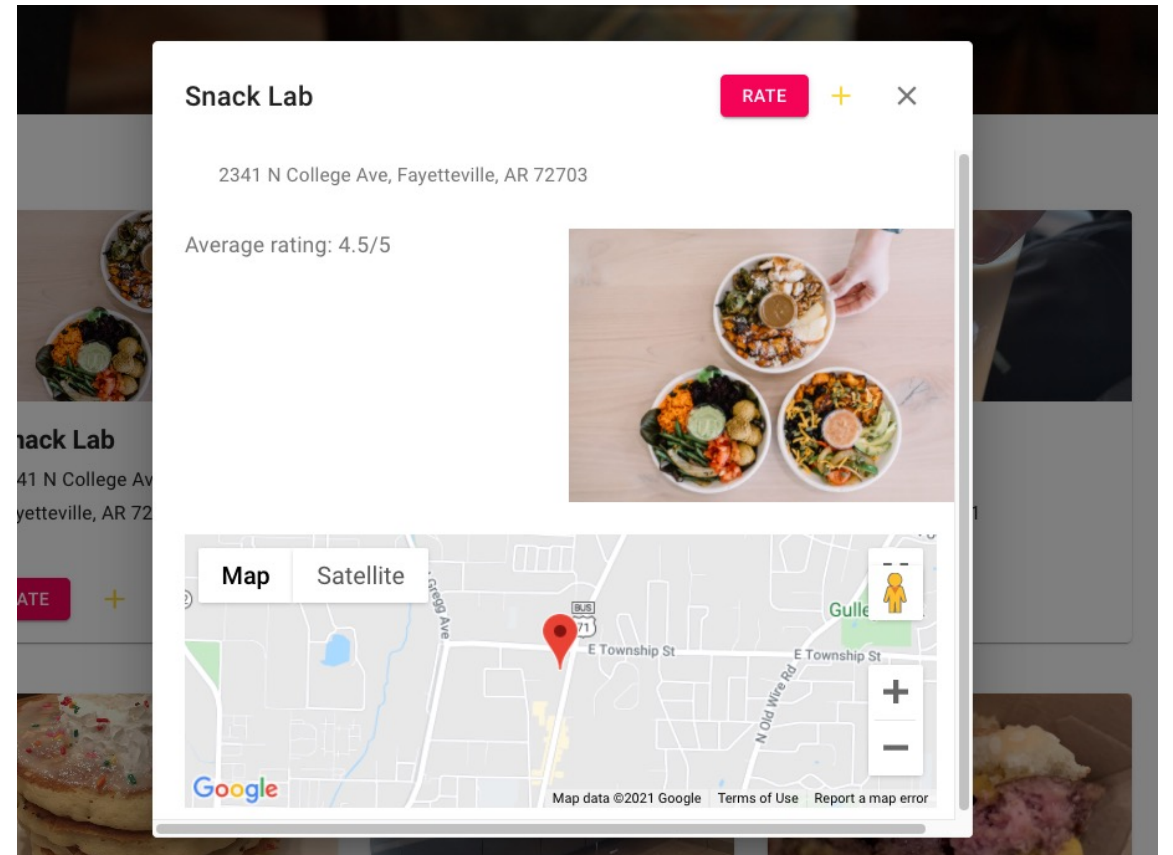 Snack Lab
RATE
2341 N College Ave, Fayetteville, AR 72703
Average rating: 4.5/5
nack Lab
41 N College Av
yetteville, AR 72
1
ATE
Map Satellite
Gregg Ave
BUS
71
E Township St
E Township St
N Old Wire Rd
Gulle
Google
Map data ©2021 Google Terms of Use Report a map error